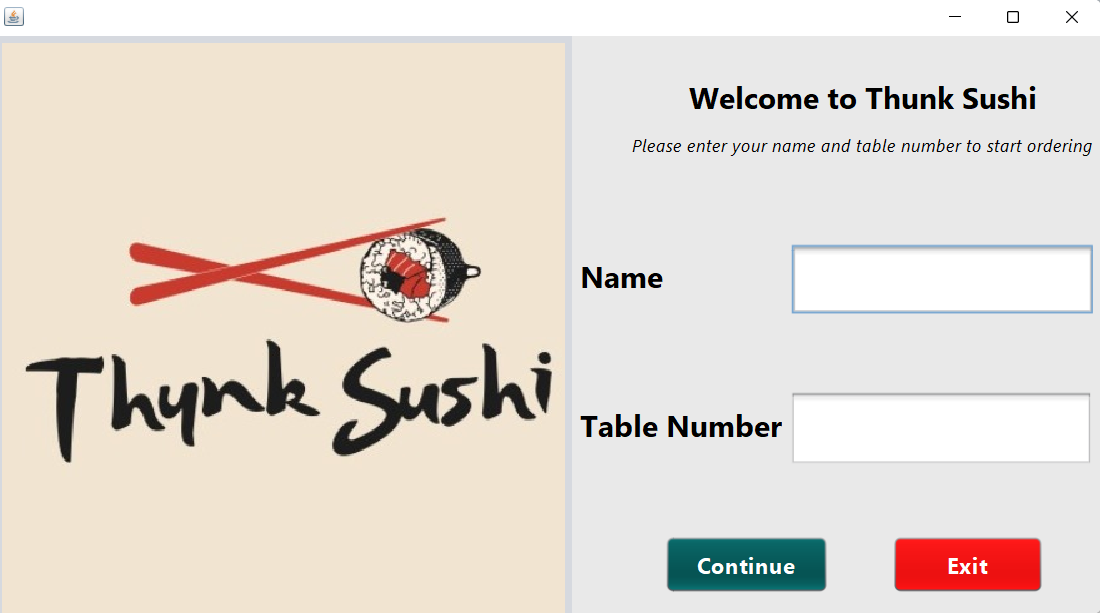 Thynk Sushi
Welcome to Thunk Sushi
Please enter your name and table number to start ordering
Name
Table Number
Continue
Exit